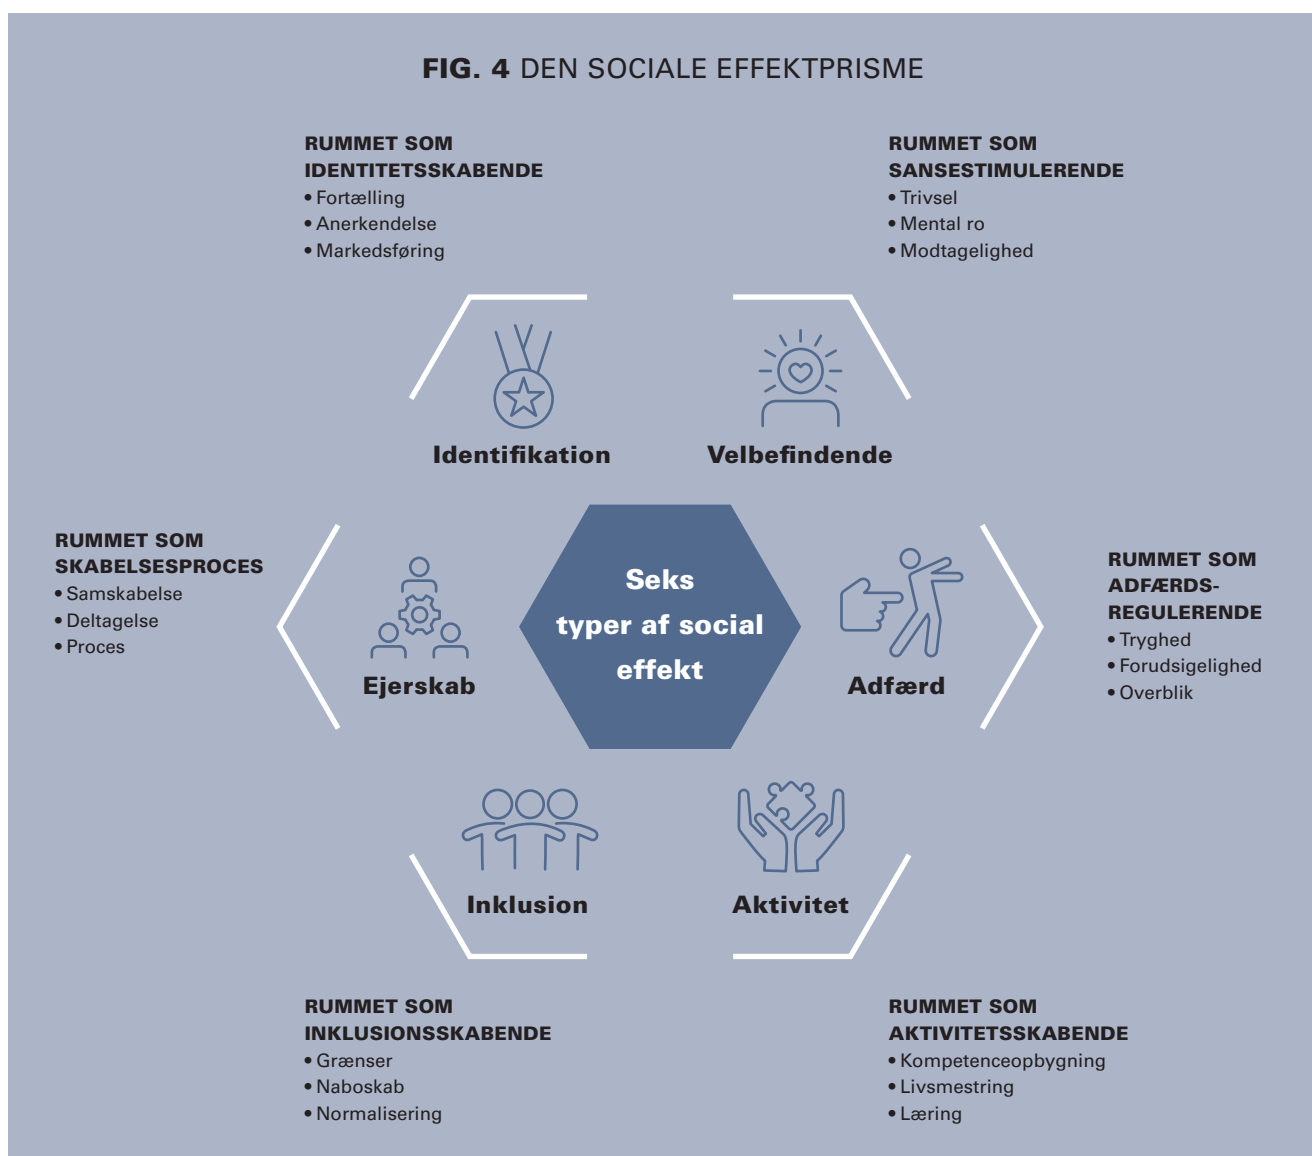 FIG. 4 DEN SOCIALE EFFEKTPRISME
RUMMET SOM
IDENTITETSSKABENDE
• Fortælling
• Anerkendelse
• Markedsføring
RUMMET SOM
SANSESTIMULERENDE
• Trivsel
• Mental ro
• Modtagelighed
Identifikation
Velbefindende
RUMMET SOM
SKABELSESPROCES
• Samskabelse
• Deltagelse
• Proces
Ejerskab
Seks
typer af social
effekt
Adfærd
RUMMET SOM
ADFÆRDS-
REGULERENDE
• Tryghed
• Forudsigelighed
• Overblik
Inklusion
Aktivitet
RUMMET SOM
INKLUSIONSSKABENDE
• Grænser
• Naboskab
• Normalisering
RUMMET SOM
AKTIVITETSSKABENDE
• Kompetenceopbygning
• Livsmestring
• Læring